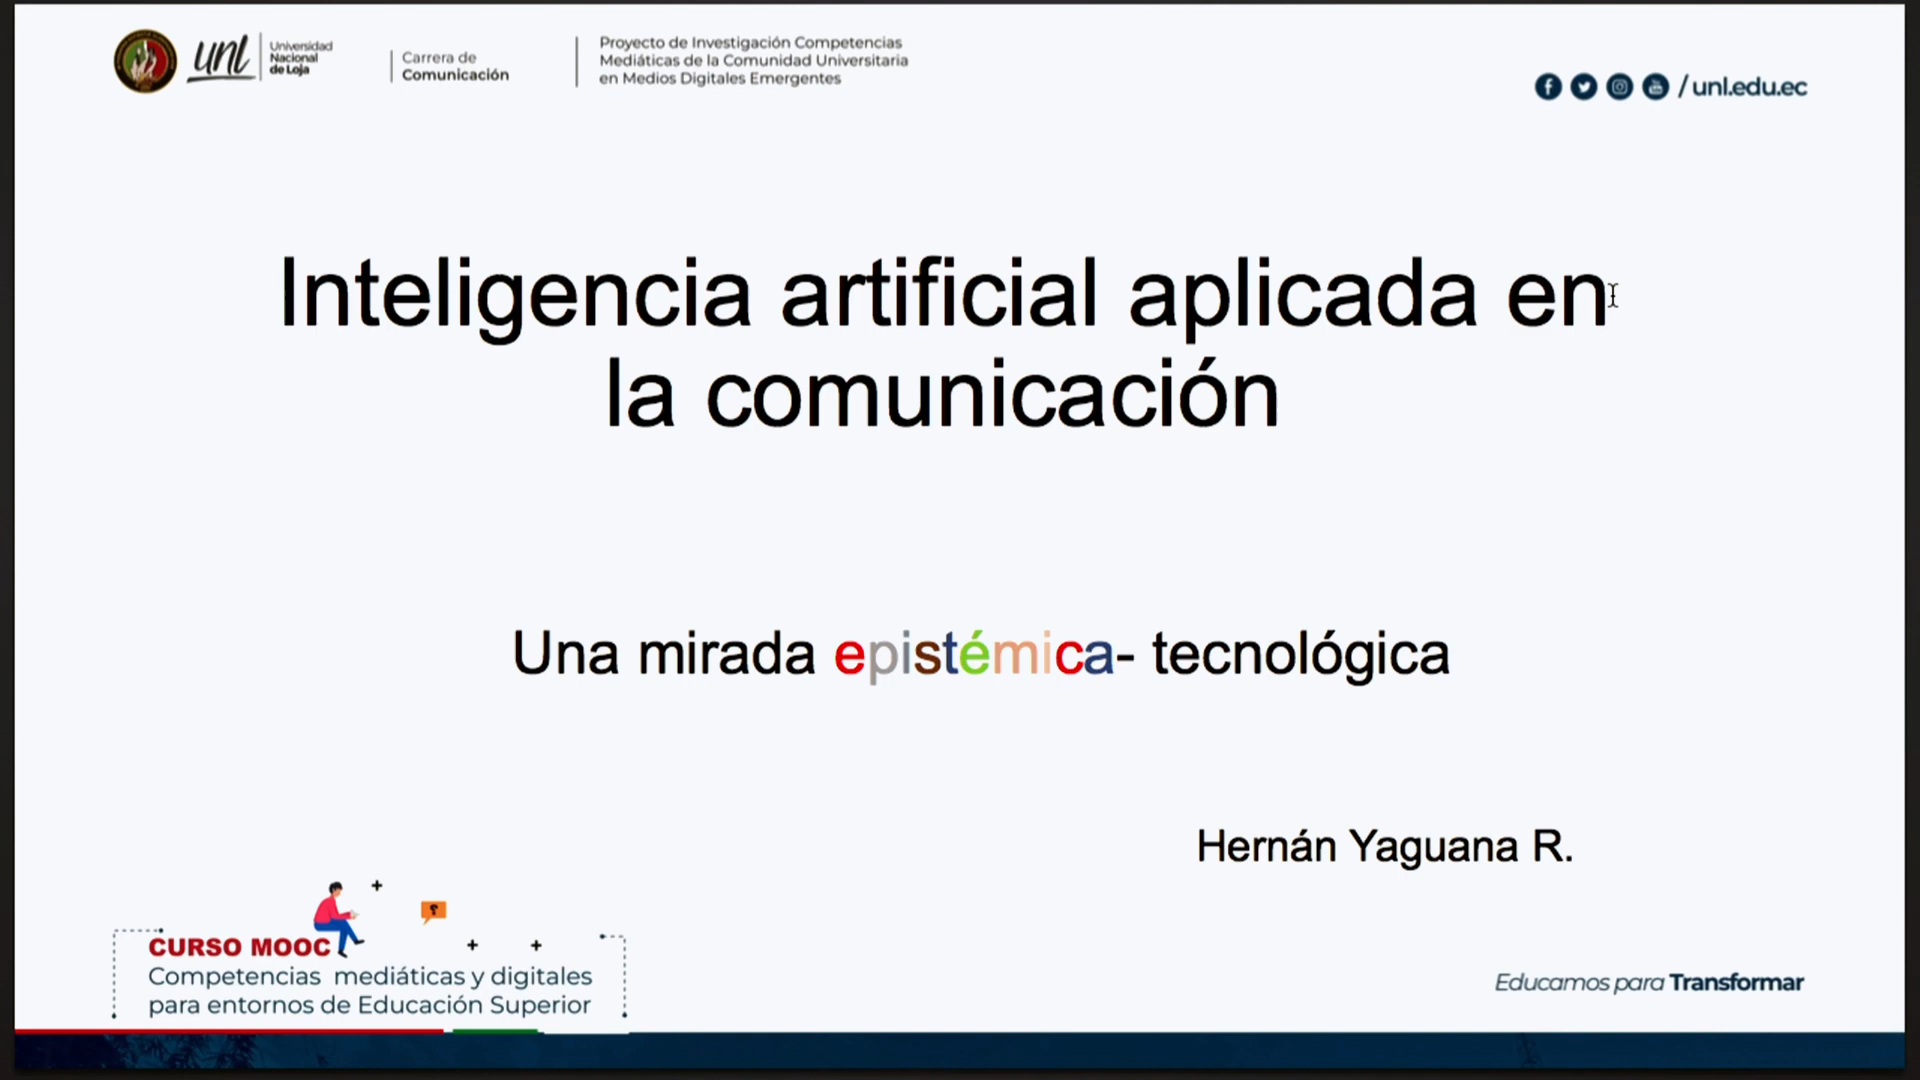 unl
Universidad
Nacional
de Loja
Carrera de
Comunicación
Proyecto de Investigación Competencias
Mediáticas de la Comunidad Universitaria
en Medios Digitales Emergentes
/ unl.edu.ec
Inteligencia artificial aplicada en
la comunicación
Una mirada epistémica- tecnológica
Hernán Yaguana R.
CURSO MOOC
Competencias mediáticas y digitales
para entornos de Educación Superior
Educamos para Transformar